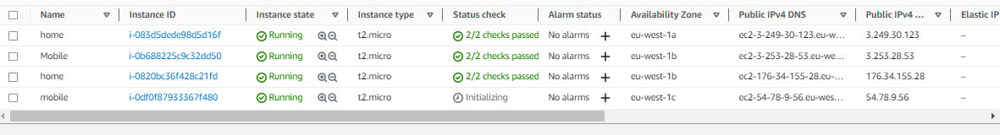 Name Instance ID Instance state Instance type Status check Alarm status Availability Zone Public IPv4 DNS Public IPv4 ... Elastic IP
home i-083d5dede98d5d16f Running t2.micro 2/2 checks passed No alarms + eu-west-1a ec2-3-249-30-123.eu-w... 3.249.30.123 –
Mobile i-0b688225c9c32dd50 Running t2.micro 2/2 checks passed No alarms + eu-west-1b ec2-3-253-28-53.eu-we... 3.253.28.53 –
home i-0820bc36f428c21fd Running t2.micro 2/2 checks passed No alarms + eu-west-1b ec2-176-34-155-28.eu-... 176.34.155.28 –
mobile i-0df0f87933367f480 Running t2.micro Initializing No alarms + eu-west-1c ec2-54-78-9-56.eu-wes... 54.78.9.56 –